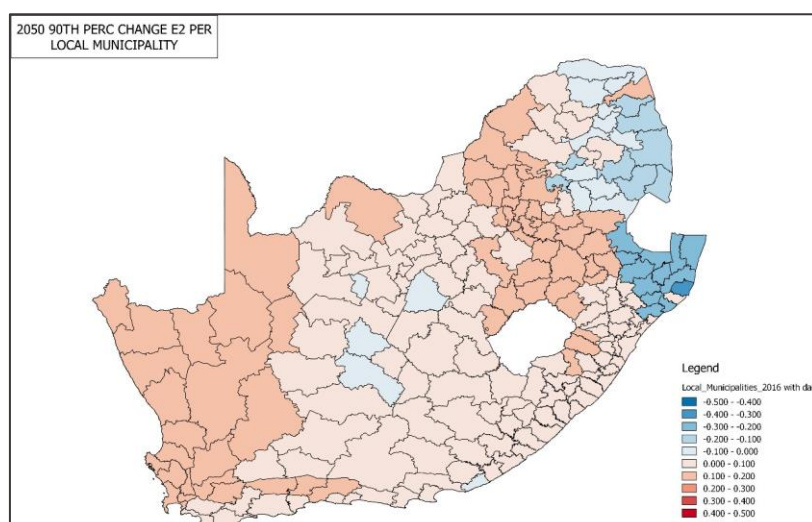 2050 90TH PERC CHANGE E2 PER
LOCAL MUNICIPALITY
Legend
Local_Municipalities_2016 with da
-0.500 - -0.400
-0.400 - -0.300
-0.300 - -0.200
-0.200 - -0.100
-0.100 - 0.000
0.000 - 0.100
0.100 - 0.200
0.200 - 0.300
0.300 - 0.400
0.400 - 0.500